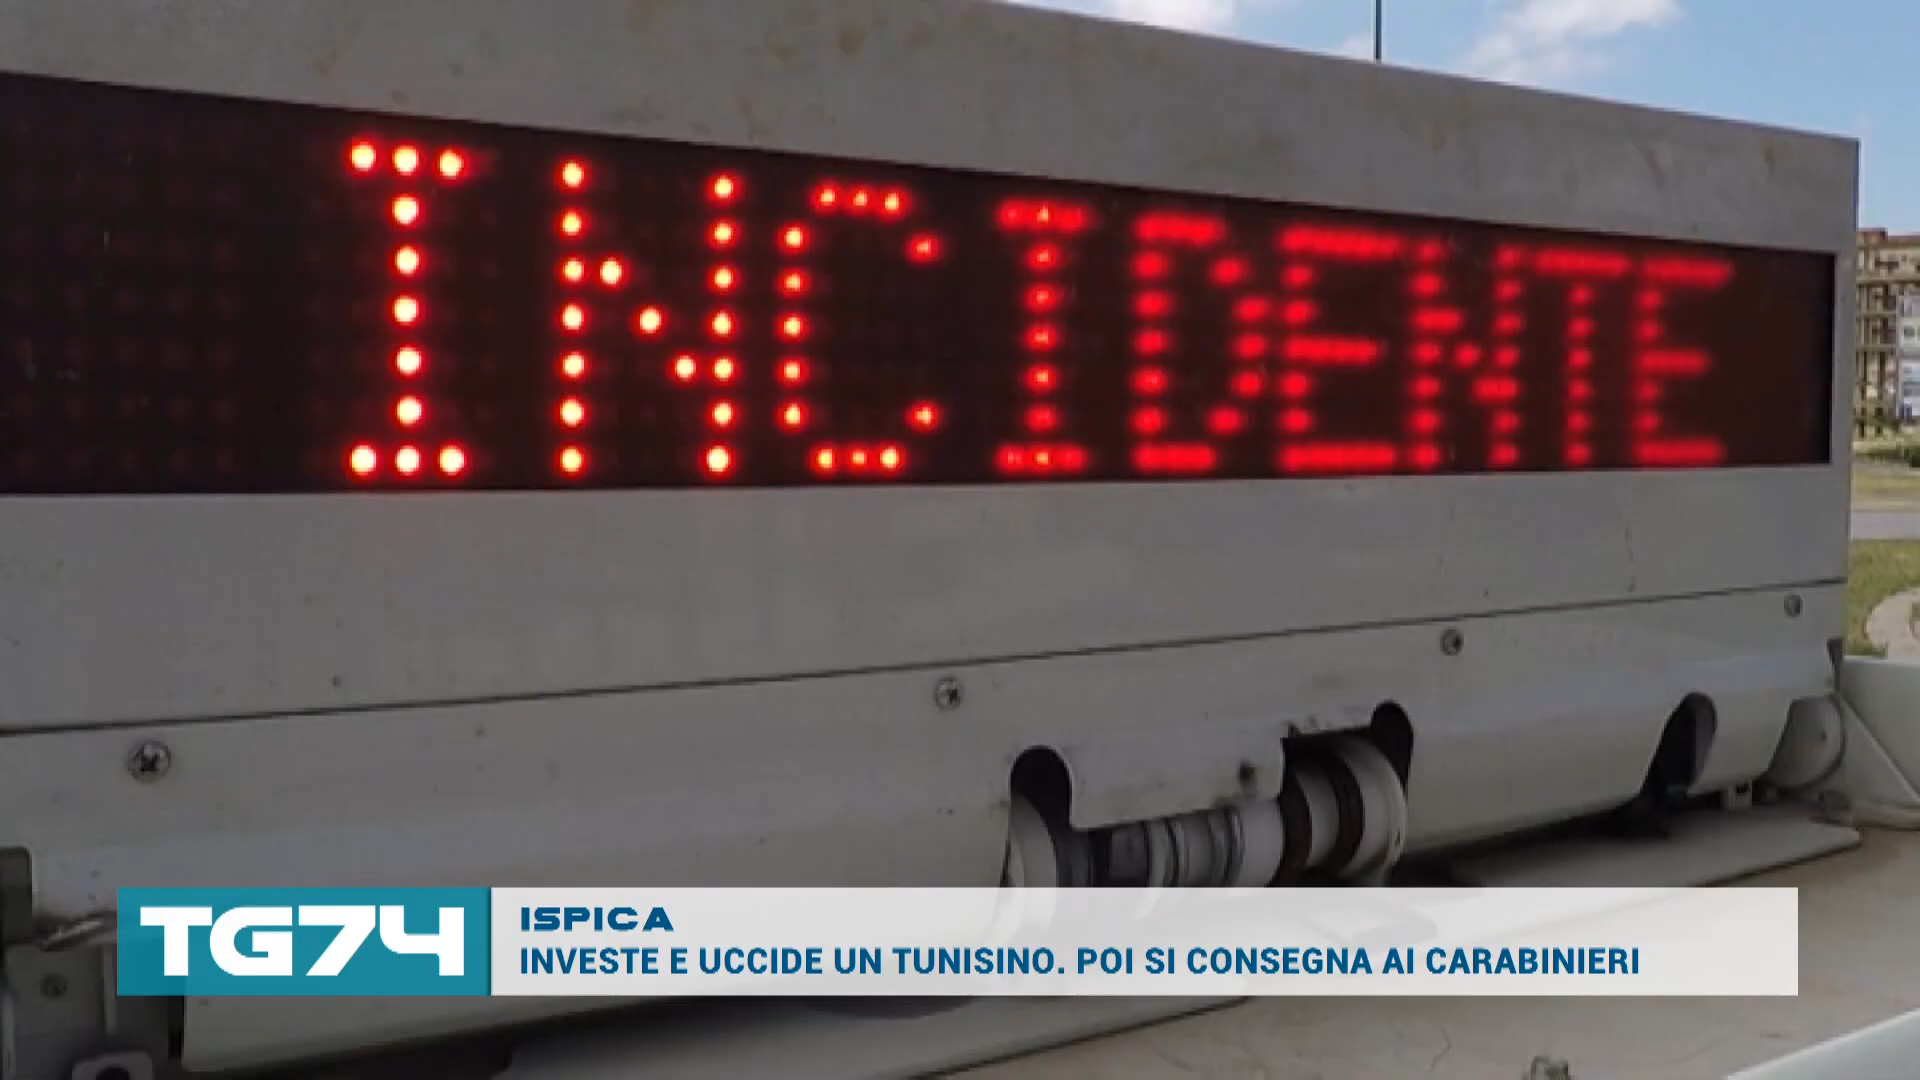 INCIDENTE
TG74
ISPICA
INVESTE E UCCIDE UN TUNISINO. POI SI CONSEGNA AI CARABINIERI